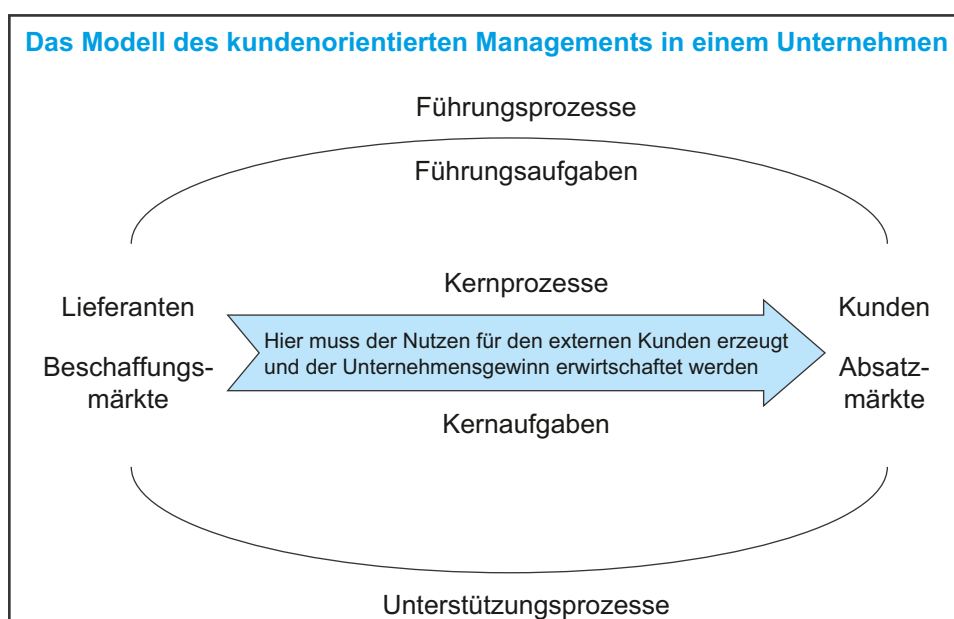 Das Modell des kundenorientierten Managements in einem Unternehmen
Führungsprozesse
Führungsaufgaben
Kernprozesse
Lieferanten
Beschaffungs-
märkte
Hier muss der Nutzen für den externen Kunden erzeugt
und der Unternehmensgewinn erwirtschaftet werden
Kunden
Absatz-
märkte
Kernaufgaben
Unterstützungsprozesse